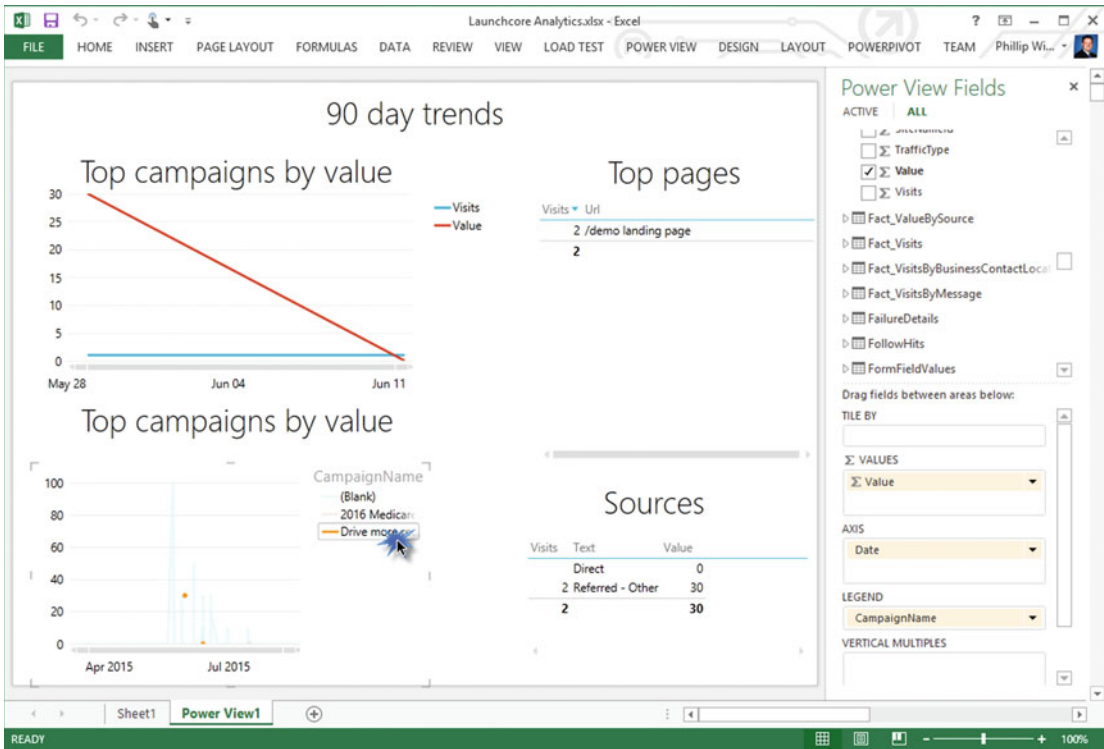 Launchcore Analytics.xlsx - Excel
FILE HOME INSERT PAGE LAYOUT FORMULAS DATA REVIEW VIEW LOAD TEST POWER VIEW DESIGN LAYOUT POWERPIVOT TEAM Phillip Wi...
90 day trends
Top campaigns by value
30
25
20
15
10
5
0
May 28 Jun 04 Jun 11
Visits
Value
Top pages
Visits Url
2 /demo landing page
2
Top campaigns by value
100
80
60
40
20
0
Apr 2015 Jul 2015
CampaignName
(Blank)
2016 Medicar
Drive more
Sources
Visits Text Value
Direct 0
2 Referred - Other 30
2 30
Power View Fields
ACTIVE ALL
TrafficType
Value
Visits
Fact_ValueBySource
Fact_Visits
Fact_VisitsByBusinessContactLocat
Fact_VisitsByMessage
FailureDetails
FollowHits
FormFieldValues
Drag fields between areas below:
TILE BY
Σ VALUES
Σ Value
AXIS
Date
LEGEND
CampaignName
VERTICAL MULTIPLES
Sheet1 Power View1
READY 100%